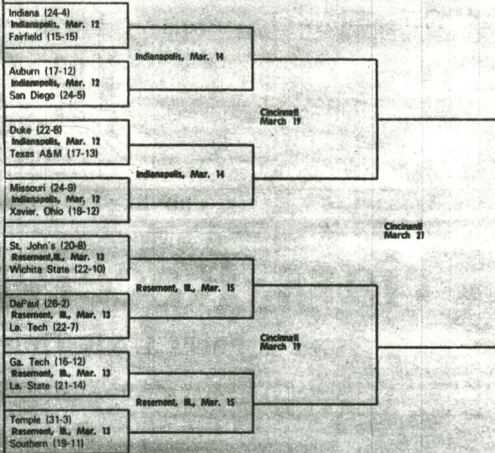 Indiana (24-4)
Indianapolis, Mar. 12
Fairfield (15-15)
Indianapolis, Mar. 14
Auburn (17-12)
Indianapolis, Mar. 12
San Diego (24-5)
Cincinnati
March 19
Duke (22-8)
Indianapolis, Mar. 12
Texas A&M (17-13)
Indianapolis, Mar. 14
Missouri (24-9)
Indianapolis, Mar. 12
Xavier, Ohio (18-12)
Cincinnati
March 21
St. John's (20-8)
Rosemont, Ill., Mar. 13
Wichita State (22-10)
Rosemont, Ill., Mar. 15
DePaul (26-2)
Rosemont, Ill., Mar. 13
La. Tech (22-7)
Cincinnati
March 19
Ga. Tech (16-12)
Rosemont, Ill., Mar. 13
La. State (21-14)
Rosemont, Ill., Mar. 15
Temple (31-3)
Rosemont, Ill., Mar. 13
Southern (19-11)